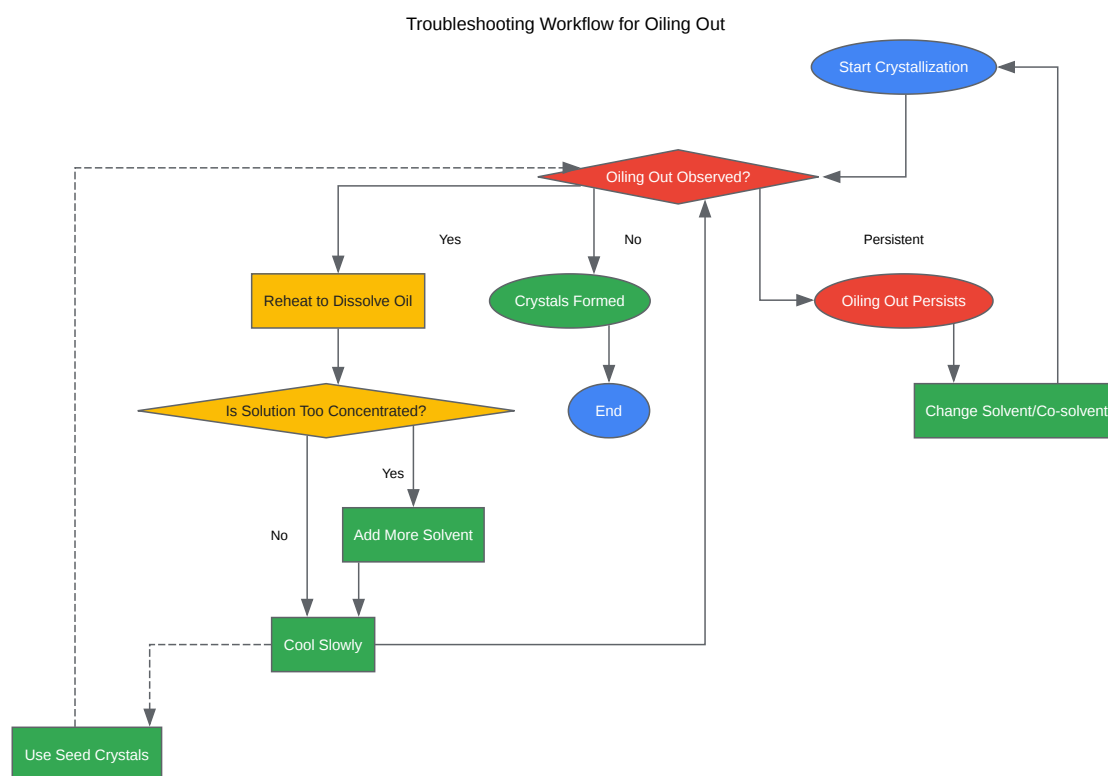 Troubleshooting Workflow for Oiling Out
Start Crystallization
Oiling Out Observed?
Yes
No
Persistent
Reheat to Dissolve Oil
Crystals Formed
Oiling Out Persists
Is Solution Too Concentrated?
End
Change Solvent/Co-solvent
Yes
No
Add More Solvent
Cool Slowly
Use Seed Crystals